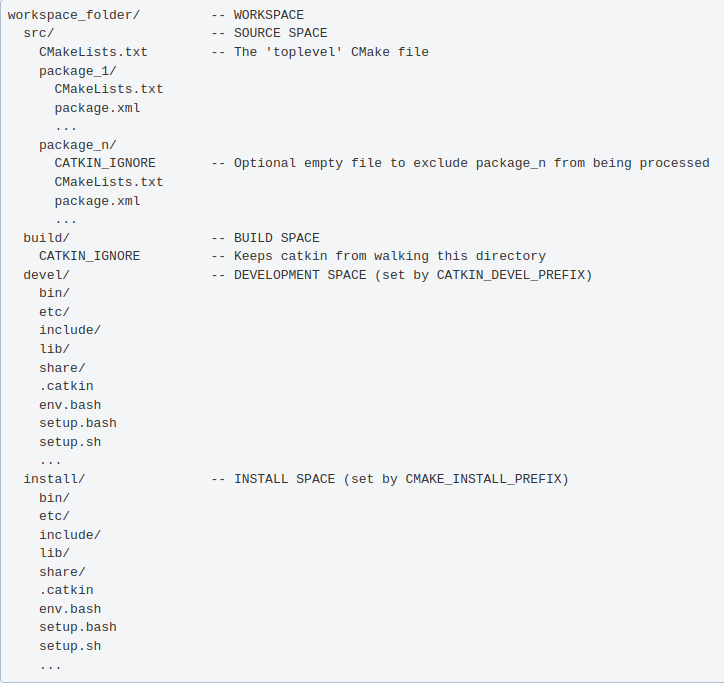 workspace_folder/         -- WORKSPACE
  src/                    -- SOURCE SPACE
    CMakeLists.txt        -- The 'toplevel' CMake file
    package_1/
      CMakeLists.txt
      package.xml
      ...
    package_n/
      CATKIN_IGNORE       -- Optional empty file to exclude package_n from being processed
      CMakeLists.txt
      package.xml
      ...
  build/                  -- BUILD SPACE
    CATKIN_IGNORE         -- Keeps catkin from walking this directory
  devel/                  -- DEVELOPMENT SPACE (set by CATKIN_DEVEL_PREFIX)
    bin/
    etc/
    include/
    lib/
    share/
    .catkin
    env.bash
    setup.bash
    setup.sh
    ...
  install/                -- INSTALL SPACE (set by CMAKE_INSTALL_PREFIX)
    bin/
    etc/
    include/
    lib/
    share/
    .catkin
    env.bash
    setup.bash
    setup.sh
    ...